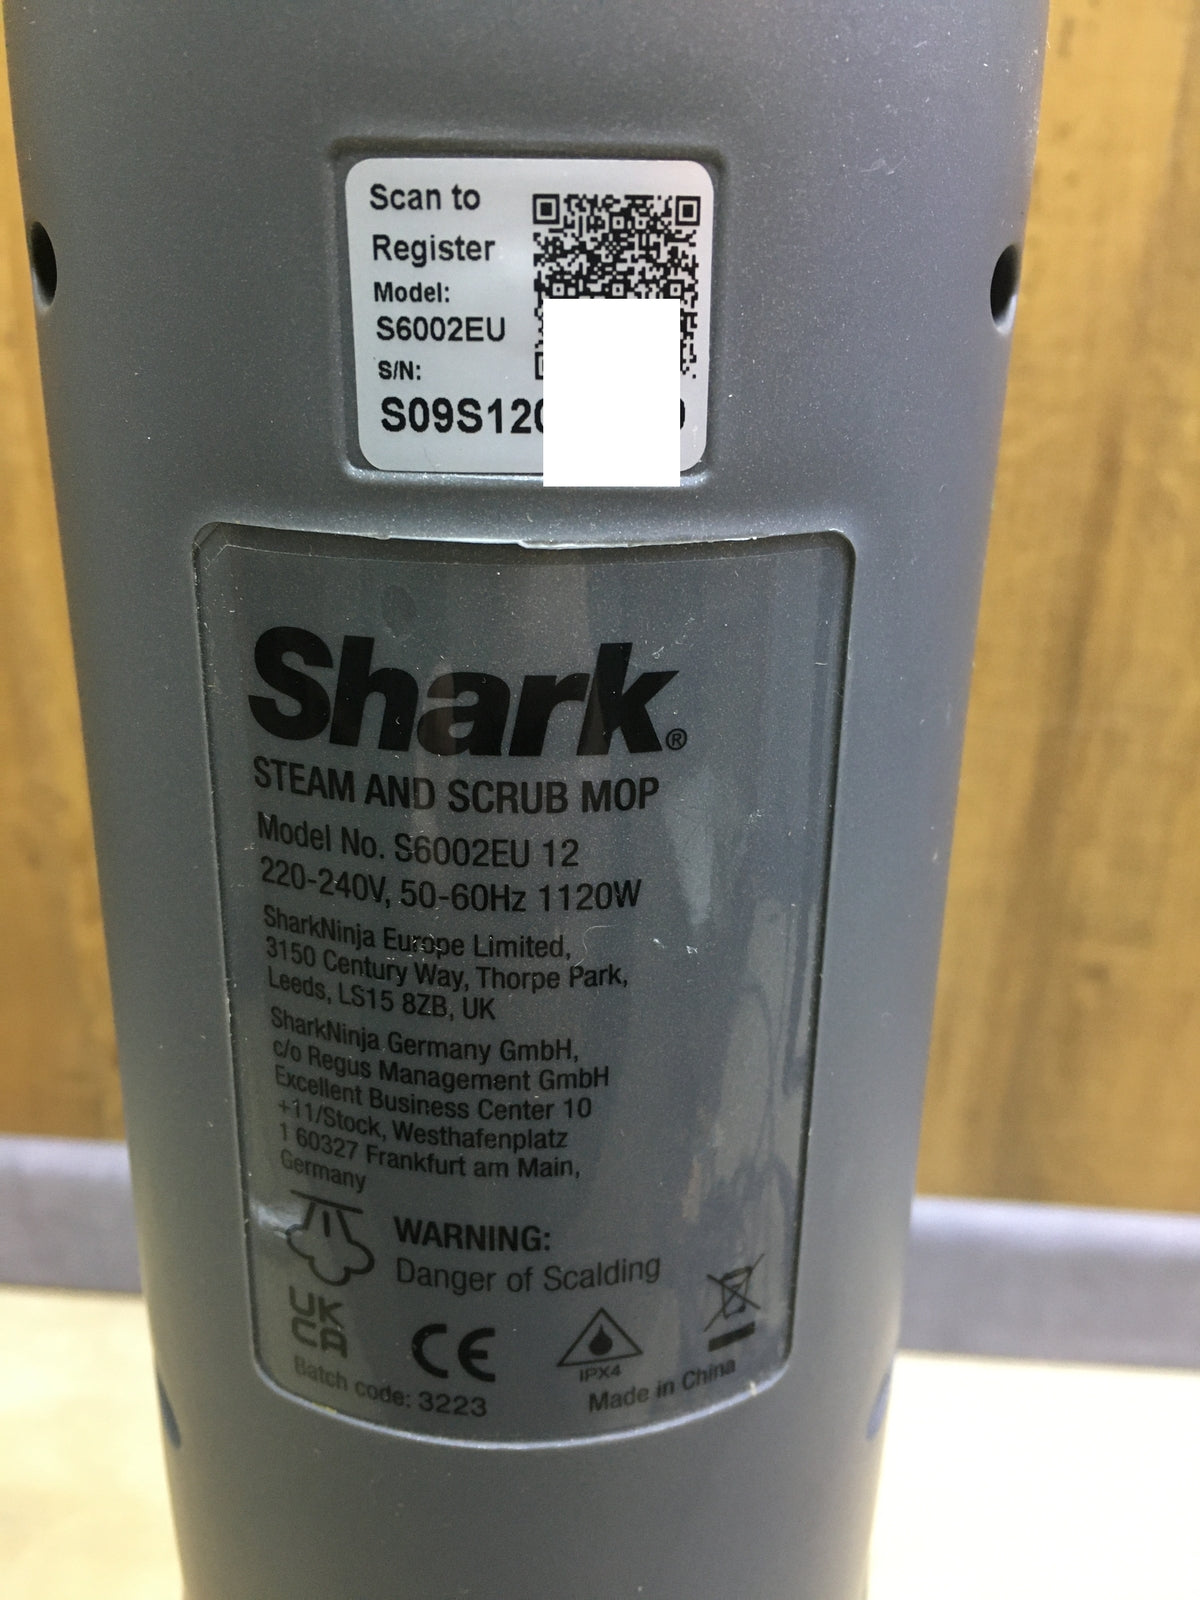 Scan to
Register
Model:
S6002EU
S/N:
S09S120
Shark®
STEAM AND SCRUB MOP
Model No. S6002EU 12
220-240V, 50-60Hz 1120W
SharkNinja Europe Limited,
3150 Century Way, Thorpe Park,
Leeds, LS15 8ZB, UK
SharkNinja Germany GmbH,
c/o Regus Management GmbH
Excellent Business Center 10
+11/Stock, Westhafenplatz
1 60327 Frankfurt am Main,
Germany
WARNING:
Danger of Scalding
UK
CA
CE
IPX4
Batch code: 3223
Made in China